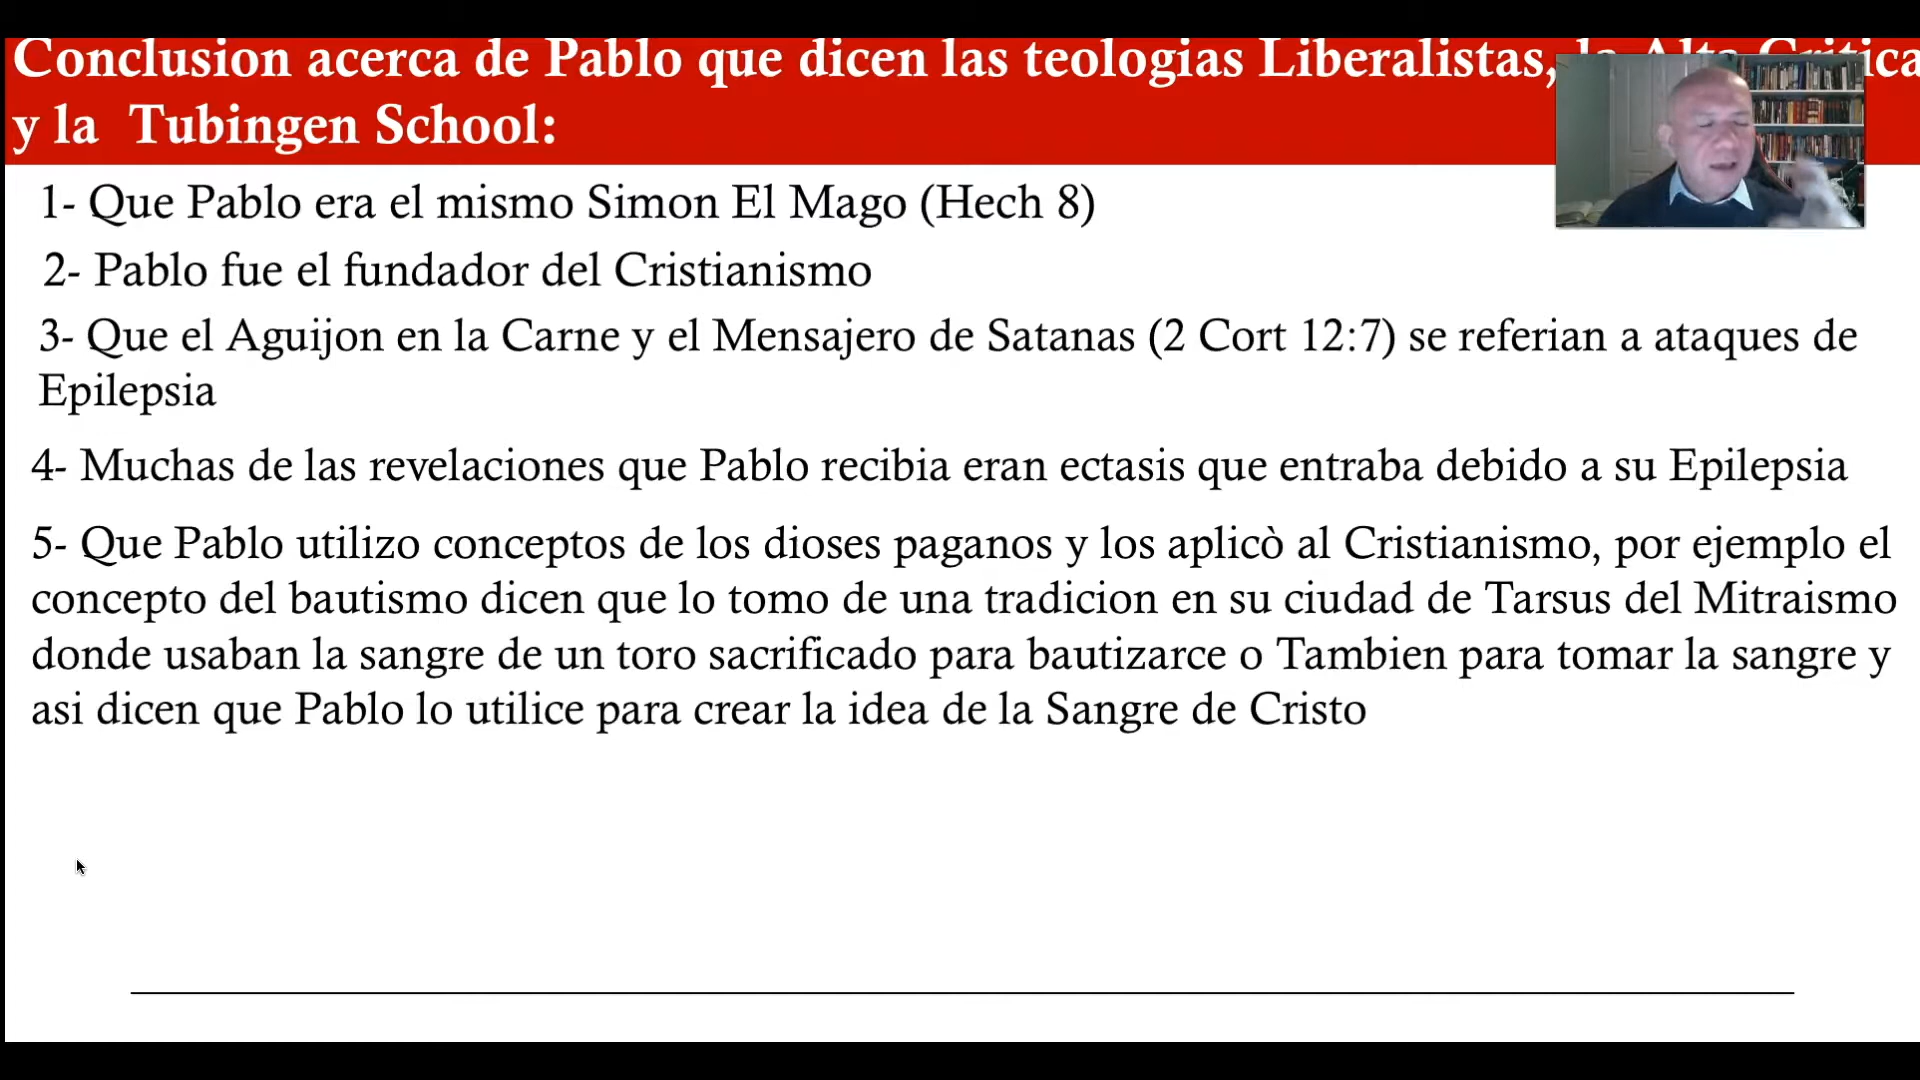 Conclusion acerca de Pablo que dicen las teologias Liberalistas,
y la Tubingen School:
1- Que Pablo era el mismo Simon El Mago (Hech 8)
2- Pablo fue el fundador del Cristianismo
3- Que el Aguijon en la Carne y el Mensajero de Satanas (2 Cort 12:7) se referian a ataques de
Epilepsia
4- Muchas de las revelaciones que Pablo recibia eran ectasis que entraba debido a su Epilepsia
5- Que Pablo utilizo conceptos de los dioses paganos y los aplicò al Cristianismo, por ejemplo el
concepto del bautismo dicen que lo tomo de una tradicion en su ciudad de Tarsus del Mitraismo
donde usaban la sangre de un toro sacrificado para bautizarce o Tambien para tomar la sangre y
asi dicen que Pablo lo utilice para crear la idea de la Sangre de Cristo